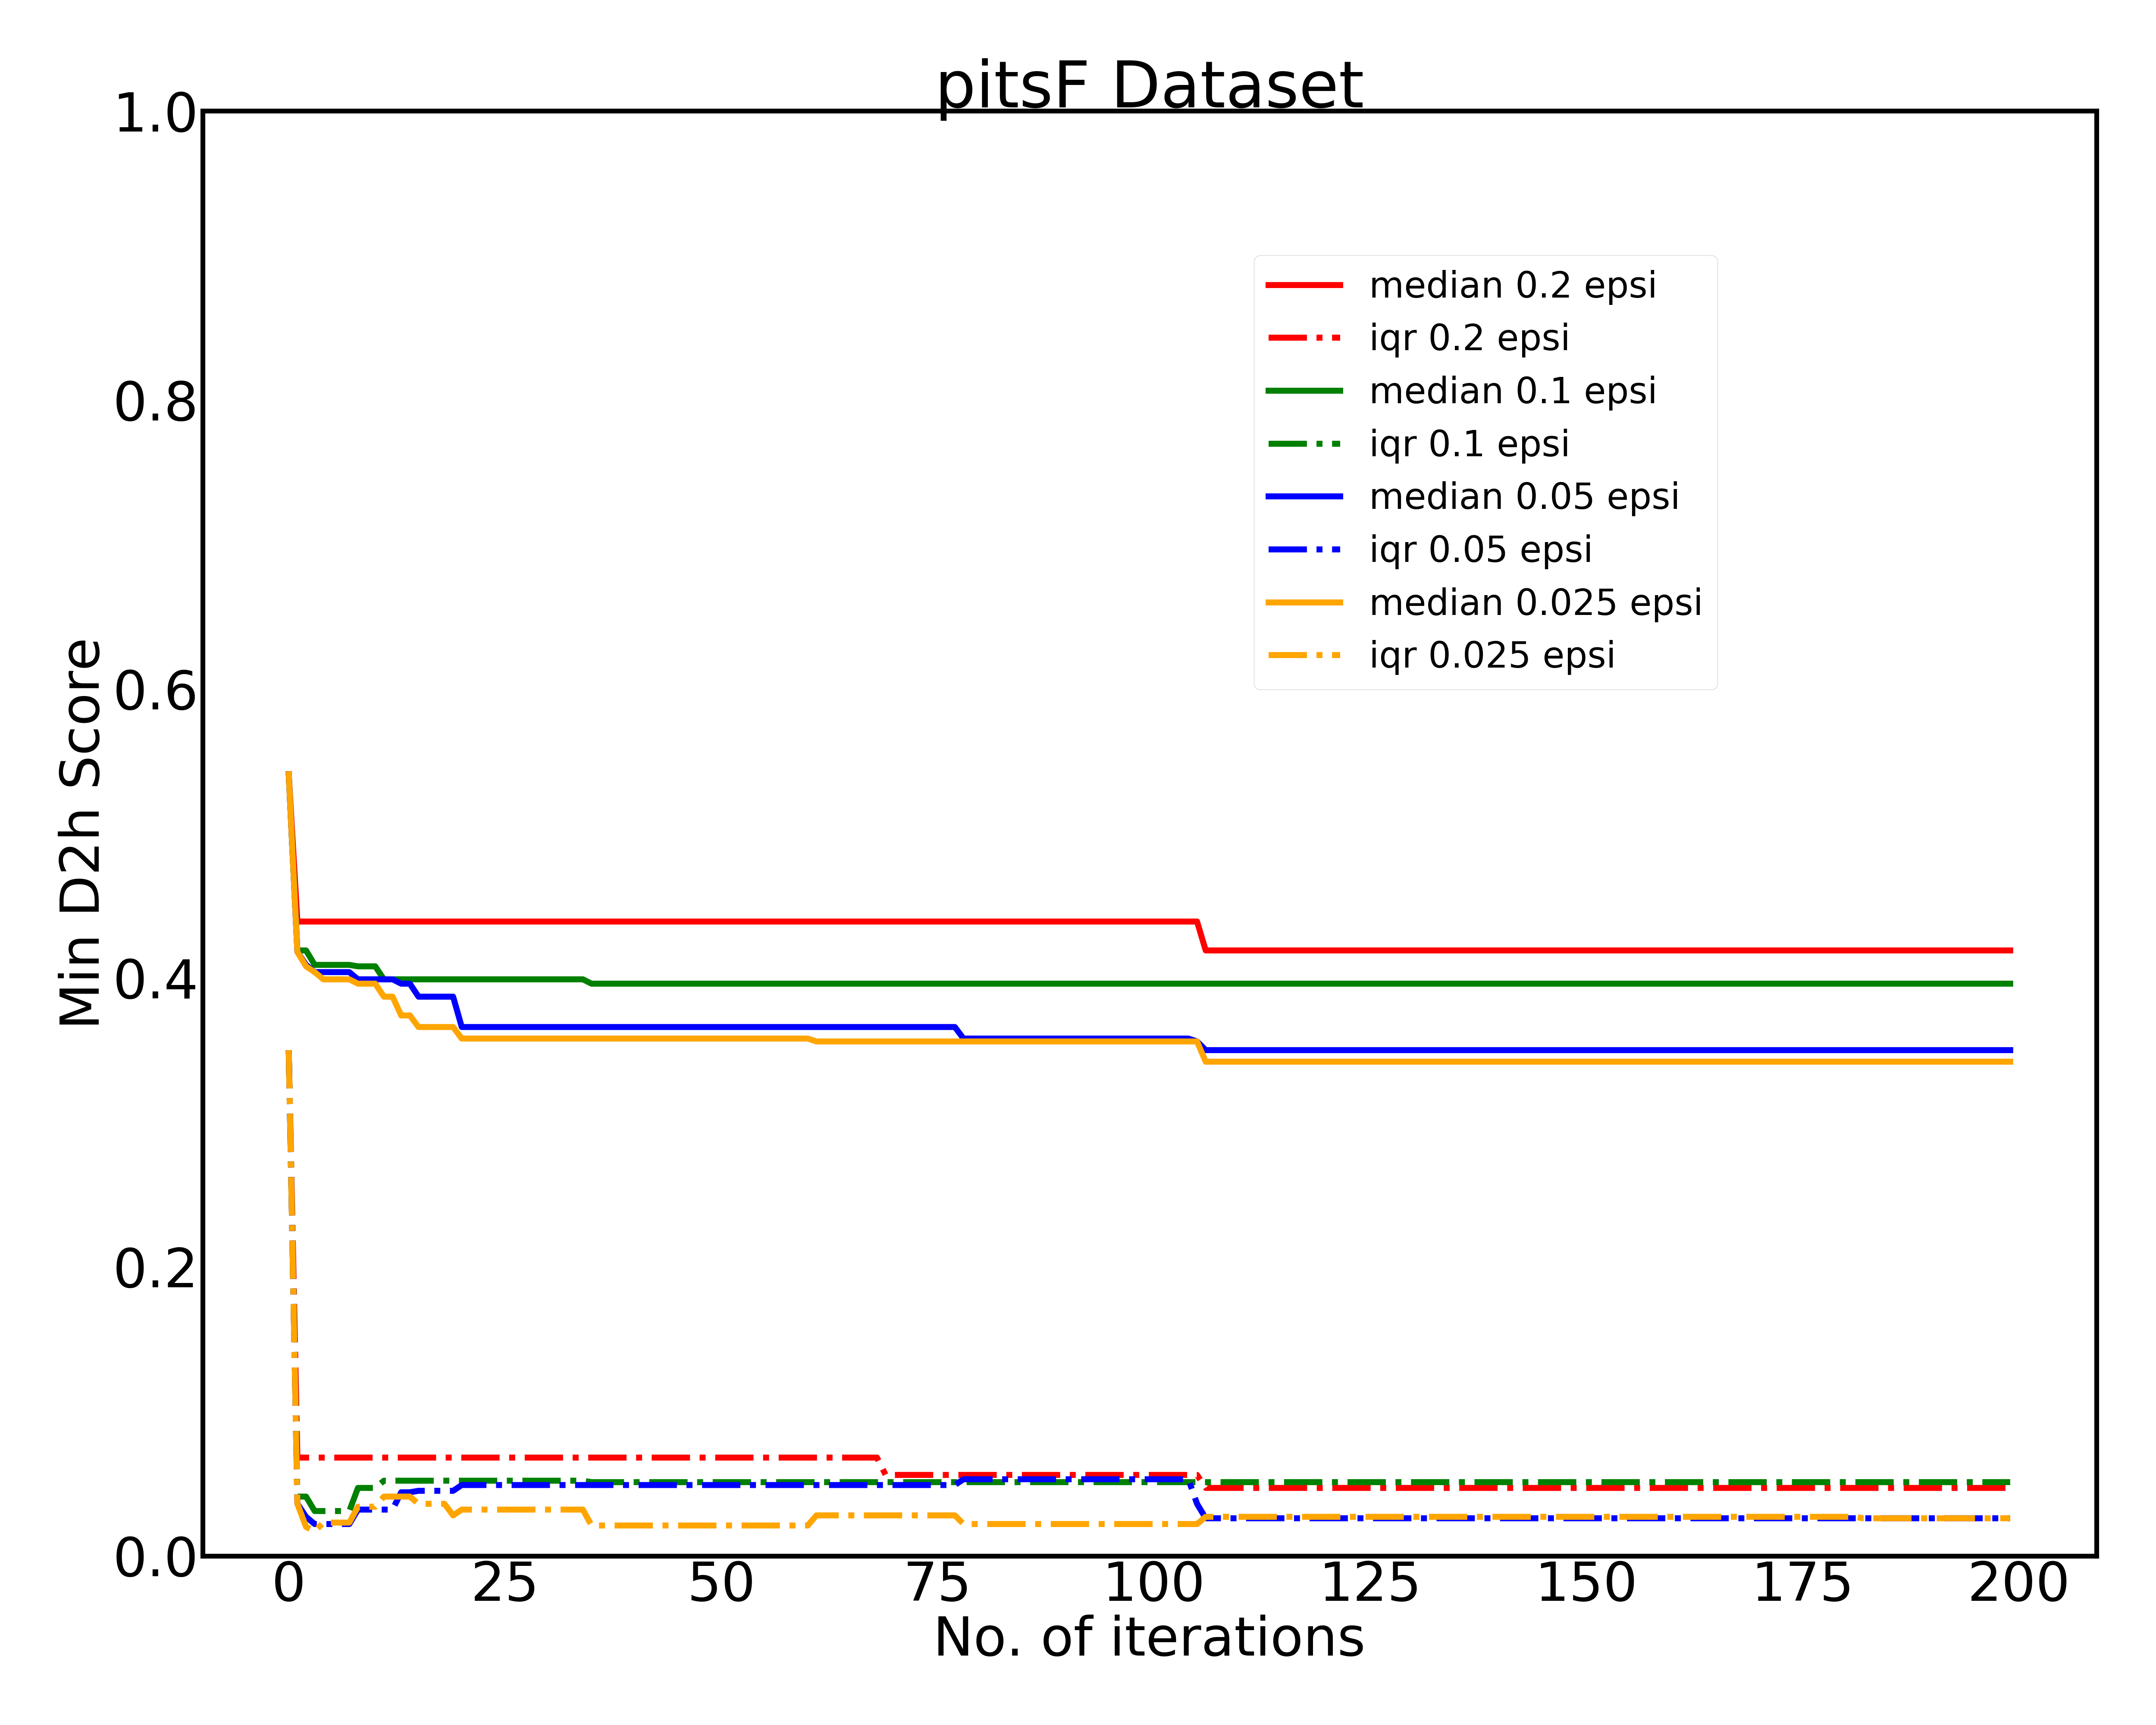 pitsF Dataset
1.0
0.8
0.6
0.4
0.2
0.0
Min D2h Score
median 0.2 epsi
iqr 0.2 epsi
median 0.1 epsi
iqr 0.1 epsi
median 0.05 epsi
iqr 0.05 epsi
median 0.025 epsi
iqr 0.025 epsi
0 25 50 75 100 125 150 175 200
No. of iterations